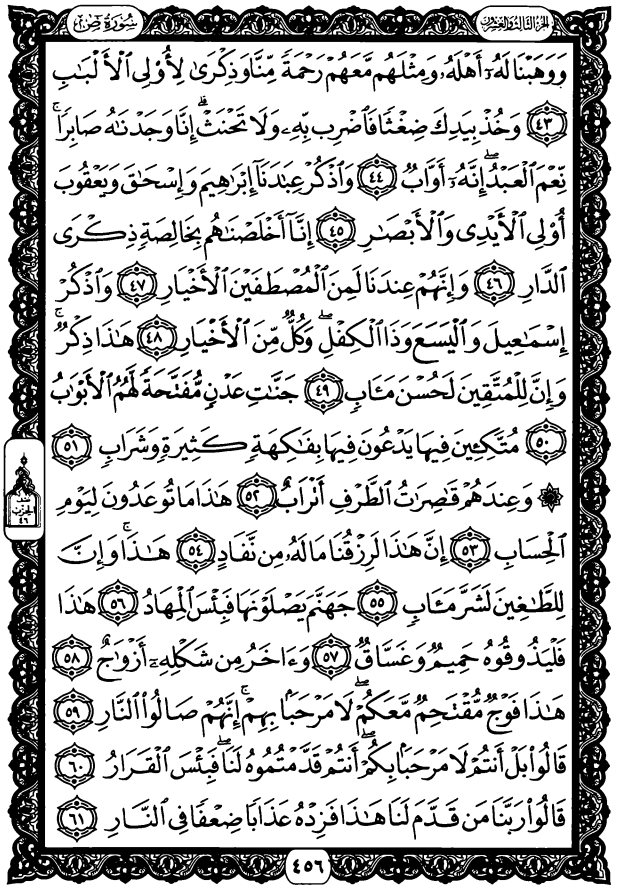 الجزء الثالث والعشرون
سورة ص
وَوَهَبْنَا لَهُۥٓ أَهْلَهُۥ وَمِثْلَهُم مَّعَهُمْ رَحْمَةً مِّنَّا وَذِكْرَىٰ لِأُوْلِى ٱلْأَلْبَٰبِ
٤٣ وَخُذْ بِيَدِكَ ضِغْثًا فَٱضْرِب بِّهِۦ وَلَا تَحْنَثْ ۗ إِنَّا وَجَدْنَٰهُ صَابِرًا ۚ
نِّعْمَ ٱلْعَبْدُ ۖ إِنَّهُۥٓ أَوَّابٌ ٤٤ وَٱذْكُرْ عِبَٰدَنَآ إِبْرَٰهِيمَ وَإِسْحَٰقَ وَيَعْقُوبَ
أُوْلِى ٱلْأَيْدِى وَٱلْأَبْصَٰرِ ٤٥ إِنَّآ أَخْلَصْنَٰهُم بِخَالِصَةٍ ذِكْرَى
ٱلدَّارِ ٤٦ وَإِنَّهُمْ عِندَنَا لَمِنَ ٱلْمُصْطَفَيْنَ ٱلْأَخْيَارِ ٤٧ وَٱذْكُرْ
إِسْمَٰعِيلَ وَٱلْيَسَعَ وَذَا ٱلْكِفْلِ ۖ وَكُلٌّ مِّنَ ٱلْأَخْيَارِ ٤٨ هَٰذَا ذِكْرٌ ۚ
وَإِنَّ لِلْمُتَّقِينَ لَحُسْنَ مَـَٔابٍ ٤٩ جَنَّٰتِ عَدْنٍ مُّفَتَّحَةً لَّهُمُ ٱلْأَبْوَٰبُ
٥٠ مُتَّكِـِٔينَ فِيهَا يَدْعُونَ فِيهَا بِفَٰكِهَةٍ كَثِيرَةٍ وَشَرَابٍ ٥١
۞ وَعِندَهُمْ قَٰصِرَٰتُ ٱلطَّرْفِ أَتْرَابٌ ٥٢ هَٰذَا مَا تُوعَدُونَ لِيَوْمِ
ٱلْحِسَابِ ٥٣ إِنَّ هَٰذَا لَرِزْقُنَا مَا لَهُۥ مِن نَّفَادٍ ٥٤ هَٰذَا ۚ وَإِنَّ
لِلطَّٰغِينَ لَشَرَّ مَـَٔابٍ ٥٥ جَهَنَّمَ يَصْلَوْنَهَا فَبِئْسَ ٱلْمِهَادُ ٥٦ هَٰذَا
فَلْيَذُوقُوهُ حَمِيمٌ وَغَسَّاقٌ ٥٧ وَءَاخَرُ مِن شَكْلِهِۦٓ أَزْوَٰجٌ ٥٨
هَٰذَا فَوْجٌ مُّقْتَحِمٌ مَّعَكُمْ ۖ لَا مَرْحَبًۢا بِهِمْ ۚ إِنَّهُمْ صَالُوا۟ ٱلنَّارِ ٥٩
قَالُوا۟ بَلْ أَنتُمْ لَا مَرْحَبًۢا بِكُمْ ۖ أَنتُمْ قَدَّمْتُمُوهُ لَنَا ۖ فَبِئْسَ ٱلْقَرَارُ ٦٠
قَالُوا۟ رَبَّنَا مَن قَدَّمَ لَنَا هَٰذَا فَزِدْهُ عَذَابًا ضِعْفًا فِى ٱلنَّارِ ٦١
الحزب
٤٦
٤٥٦